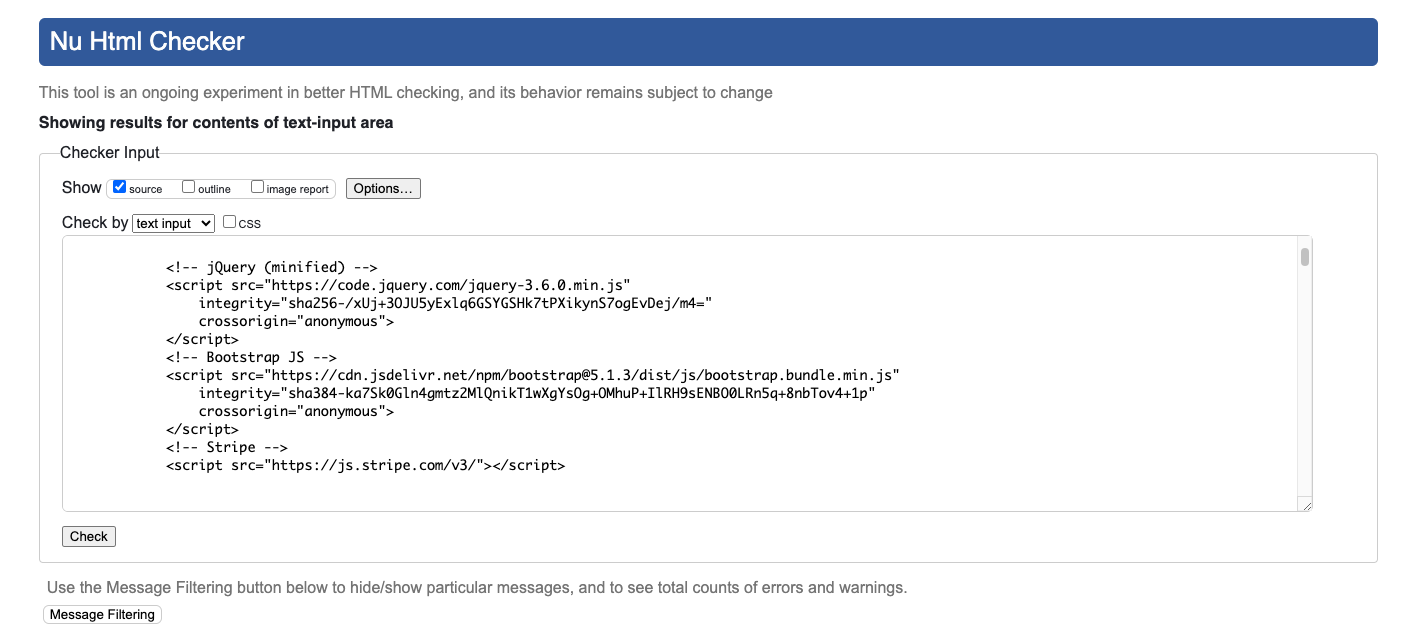 Nu Html Checker
This tool is an ongoing experiment in better HTML checking, and its behavior remains subject to change
Showing results for contents of text-input area
Checker Input
Show source outline image report Options...
Check by text input CSS
<!-- jQuery (minified) -->
<script src="https://code.jquery.com/jquery-3.6.0.min.js"
integrity="sha256-/xUj+3OJU5yExlq6GSYGSHk7tPXikynS7ogEvDej/m4="
crossorigin="anonymous">
</script>
<!-- Bootstrap JS -->
<script src="https://cdn.jsdelivr.net/npm/bootstrap@5.1.3/dist/js/bootstrap.bundle.min.js"
integrity="sha384-ka7Sk0Gln4gmtz2MlQnikT1wXgYsOg+OMhuP+IlRH9sENBO0LRn5q+8nbTov4+1p"
crossorigin="anonymous">
</script>
<!-- Stripe -->
<script src="https://js.stripe.com/v3/"></script>
Check
Use the Message Filtering button below to hide/show particular messages, and to see total counts of errors and warnings.
Message Filtering